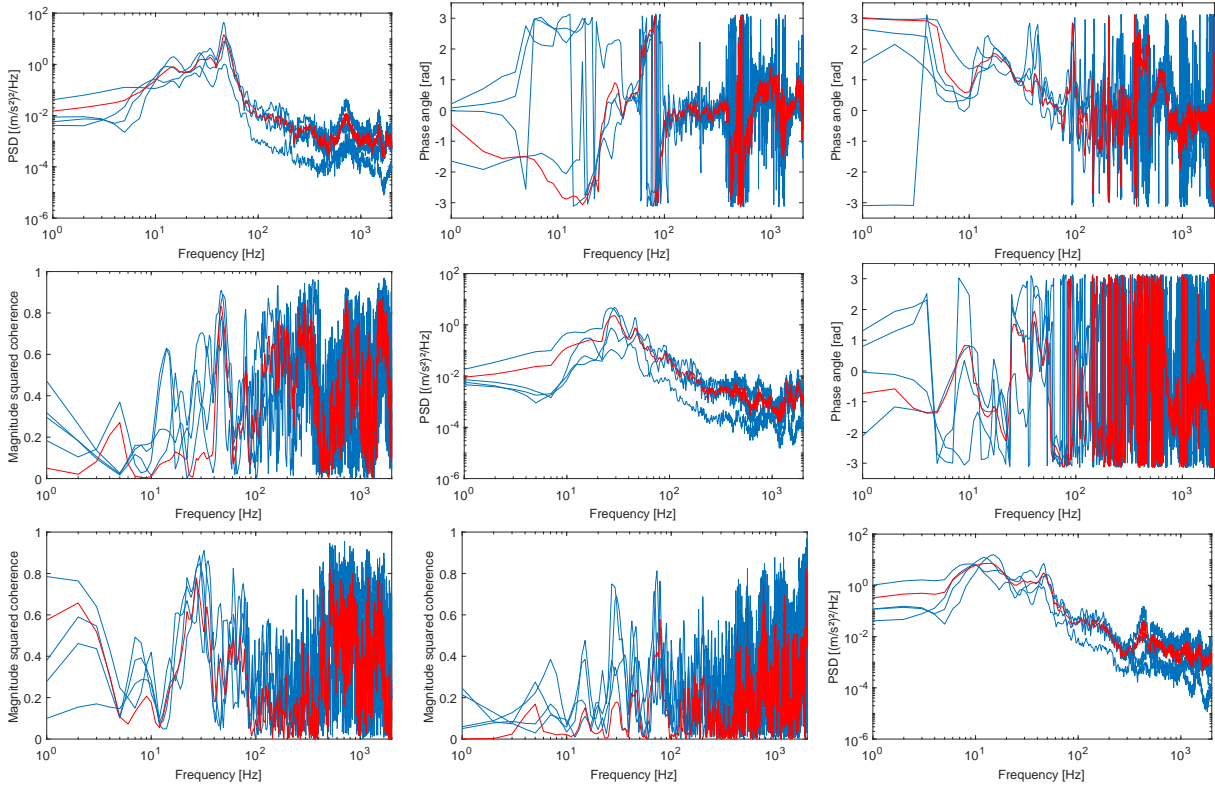 PSD [(m/s²)²/Hz]
10²
10⁰
10⁻²
10⁻⁴
10⁻⁶
10⁰ 10¹ 10² 10³
Frequency [Hz]
Phase angle [rad]
3
2
1
0
-1
-2
-3
10⁰ 10¹ 10² 10³
Frequency [Hz]
Phase angle [rad]
3
2
1
0
-1
-2
-3
10⁰ 10¹ 10² 10³
Frequency [Hz]
Magnitude squared coherence
1
0.8
0.6
0.4
0.2
0
10⁰ 10¹ 10² 10³
Frequency [Hz]
PSD [(m/s²)²/Hz]
10²
10⁰
10⁻²
10⁻⁴
10⁻⁶
10⁰ 10¹ 10² 10³
Frequency [Hz]
Phase angle [rad]
3
2
1
0
-1
-2
-3
10⁰ 10¹ 10² 10³
Frequency [Hz]
Magnitude squared coherence
1
0.8
0.6
0.4
0.2
0
10⁰ 10¹ 10² 10³
Frequency [Hz]
Magnitude squared coherence
1
0.8
0.6
0.4
0.2
0
10⁰ 10¹ 10² 10³
Frequency [Hz]
PSD [(m/s²)²/Hz]
10²
10⁰
10⁻²
10⁻⁴
10⁻⁶
10⁰ 10¹ 10² 10³
Frequency [Hz]